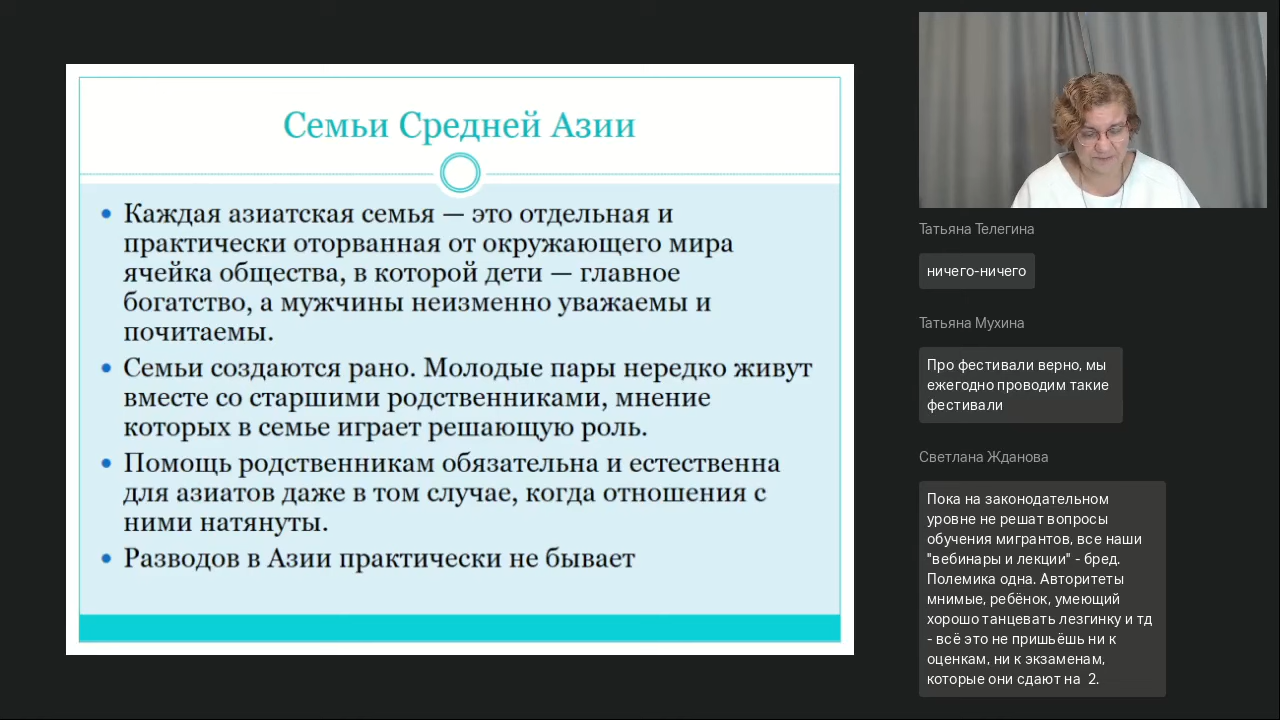 Семьи Средней Азии
Каждая азиатская семья — это отдельная и
практически оторванная от окружающего мира
ячейка общества, в которой дети — главное
богатство, а мужчины неизменно уважаемы и
почитаемы.
Семьи создаются рано. Молодые пары нередко живут
вместе со старшими родственниками, мнение
которых в семье играет решающую роль.
Помощь родственникам обязательна и естественна
для азиатов даже в том случае, когда отношения с
ними натянуты.
Разводов в Азии практически не бывает
Татьяна Телегина
ничего-ничего
Татьяна Мухина
Про фестивали верно, мы
ежегодно проводим такие
фестивали
Светлана Жданова
Пока на законодательном
уровне не решат вопросы
обучения мигрантов, все наши
"вебинары и лекции" - бред.
Полемика одна. Авторитеты
мнимые, ребёнок, умеющий
хорошо танцевать лезгинку и тд
- всё это не пришьёшь ни к
оценкам, ни к экзаменам,
которые они сдают на 2.